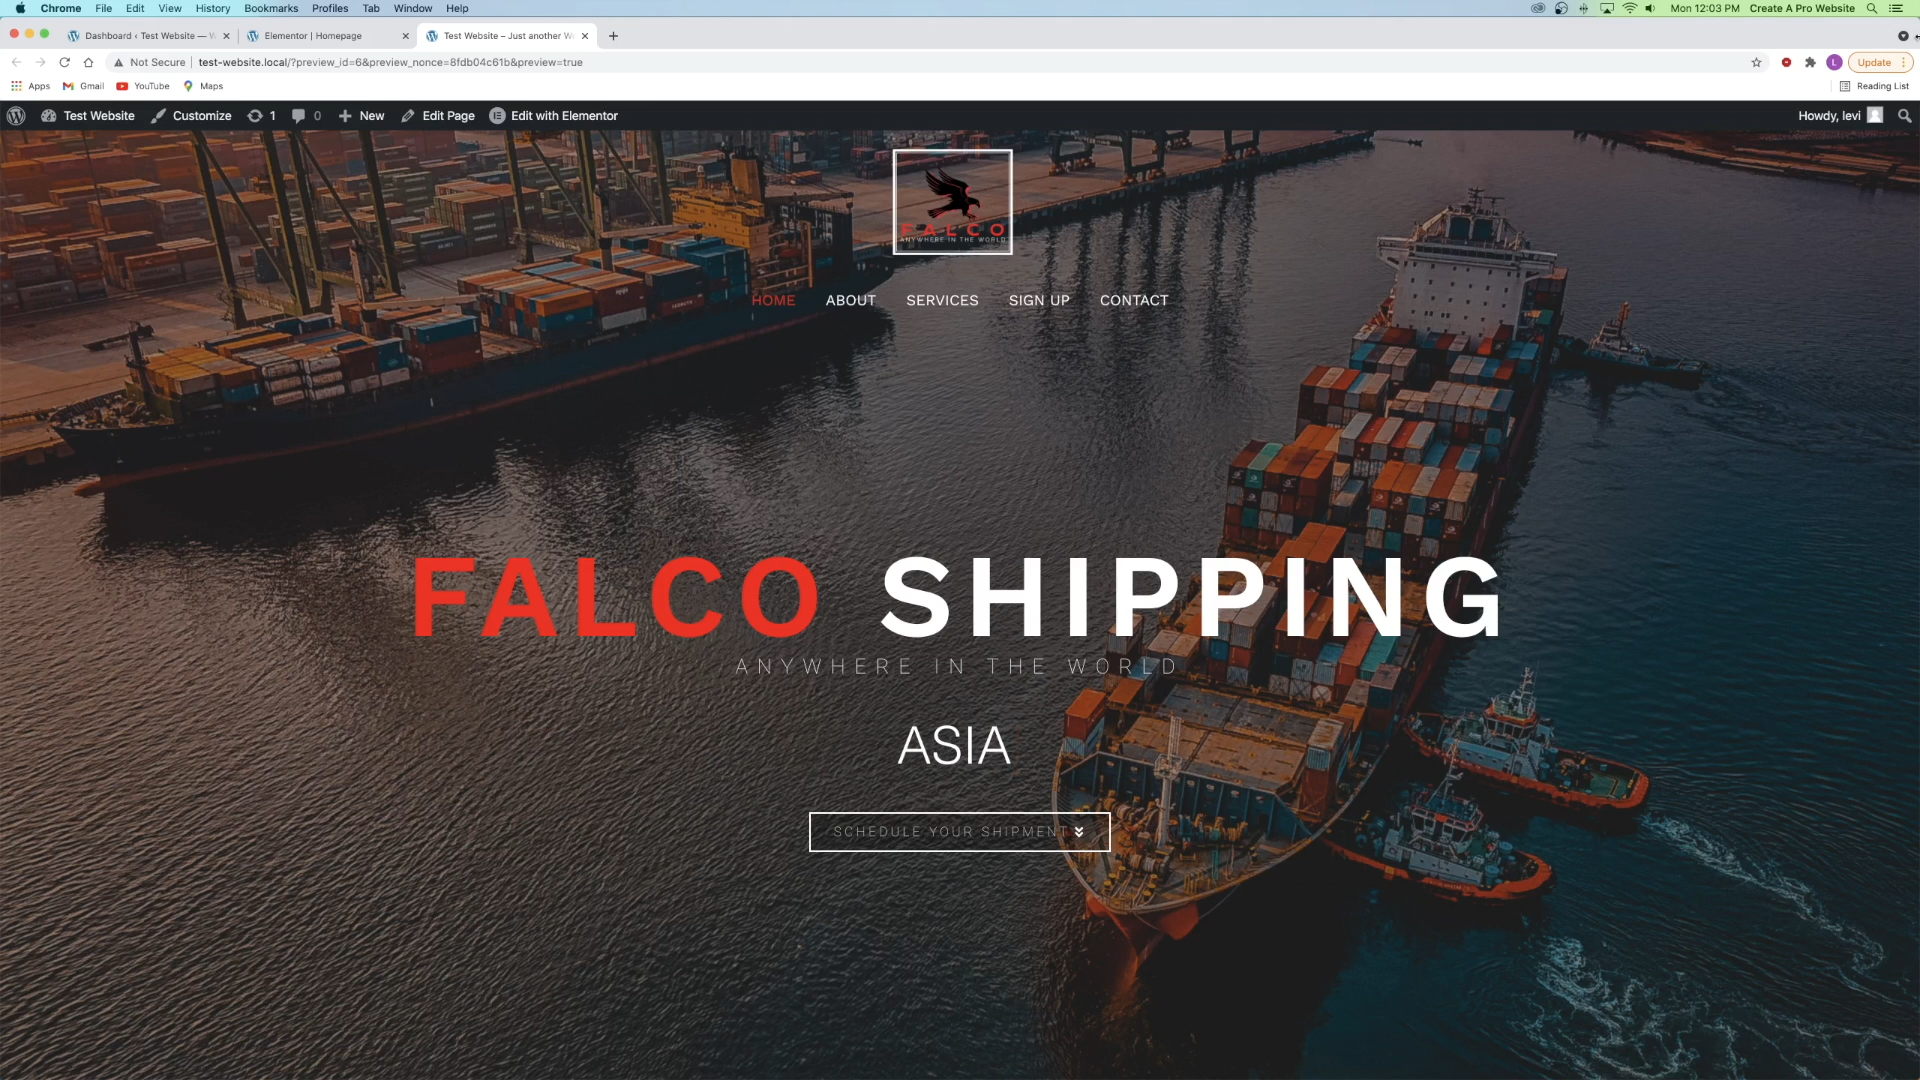 Chrome File Edit View History Bookmarks Profiles Tab Window Help Mon 12:03 PM Create A Pro Website
Dashboard ‹ Test Website — Elementor | Homepage Test Website – Just another W
Not Secure test-website.local/?preview_id=6&preview_nonce=8fdb04c61b&preview=true Update
Apps Gmail YouTube Maps Reading List
Test Website Customize 1 0 New Edit Page Edit with Elementor Howdy, levi
FALCO
ANYWHERE IN THE WORLD
HOME ABOUT SERVICES SIGN UP CONTACT
FALCO SHIPPING
ANYWHERE IN THE WORLD
ASIA
SCHEDULE YOUR SHIPMENT